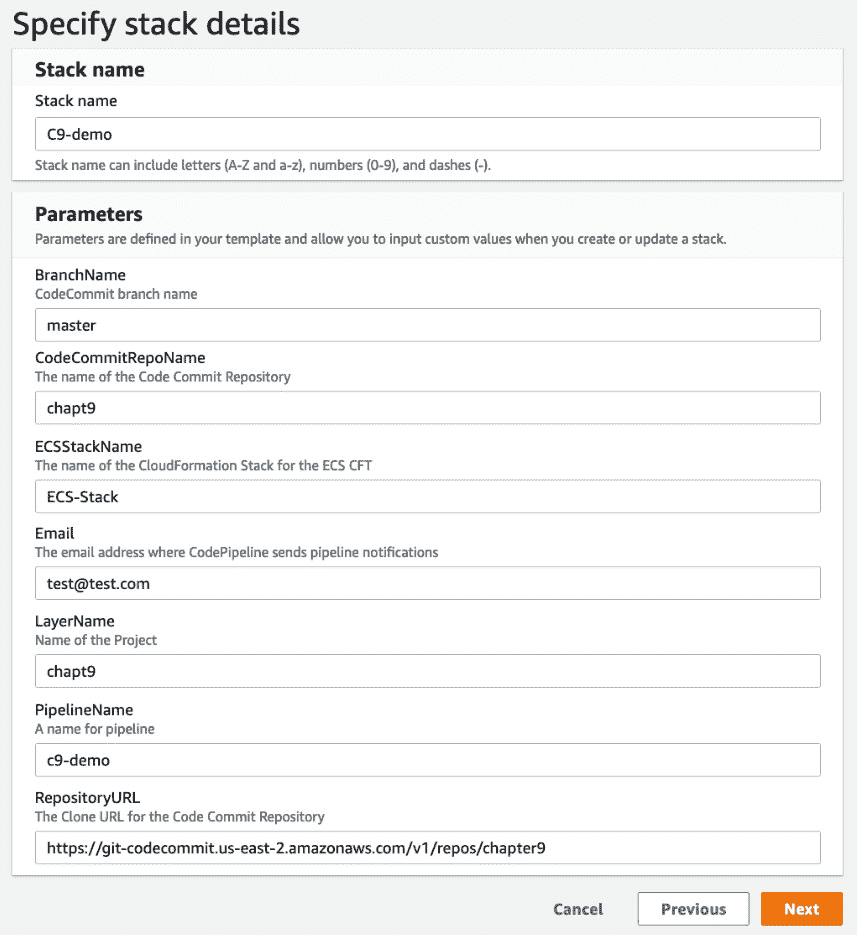 Specify stack details
Stack name
Stack name
C9-demo
Stack name can include letters (A-Z and a-z), numbers (0-9), and dashes (-).
Parameters
Parameters are defined in your template and allow you to input custom values when you create or update a stack.
BranchName
CodeCommit branch name
master
CodeCommitRepoName
The name of the Code Commit Repository
chapt9
ECSStackName
The name of the CloudFormation Stack for the ECS CFT
ECS-Stack
Email
The email address where CodePipeline sends pipeline notifications
test@test.com
LayerName
Name of the Project
chapt9
PipelineName
A name for pipeline
c9-demo
RepositoryURL
The Clone URL for the Code Commit Repository
https://git-codecommit.us-east-2.amazonaws.com/v1/repos/chapter9
Cancel Previous Next